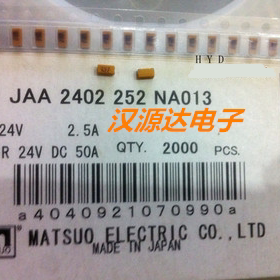 HYD
JAA 2402 252 NA013
汉源达电子
24V 2.5A
R 24V DC 50A QTY. 2000 PCS.
a4040921070990a
MATSUO ELECTRIC CO.,LTD
MADE IN JAPAN